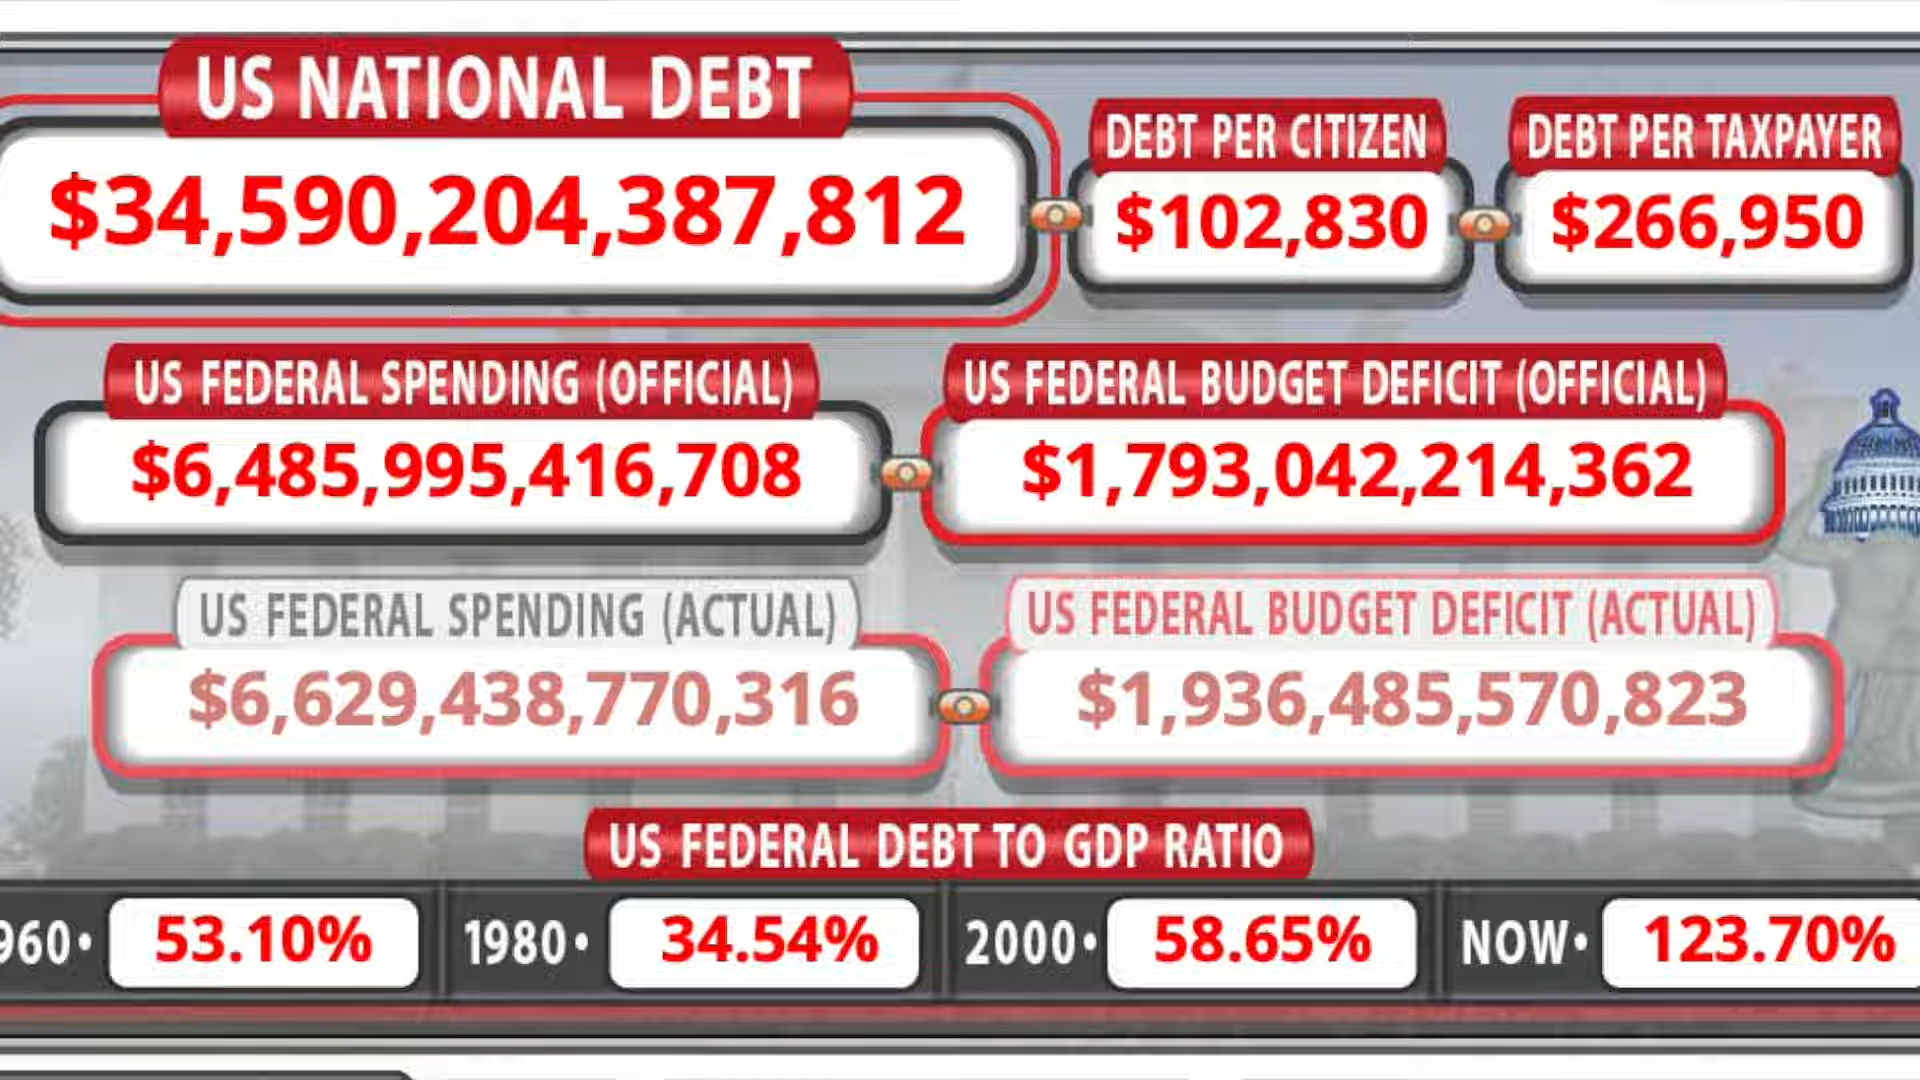 US NATIONAL DEBT
$34,590,204,387,812
DEBT PER CITIZEN
$102,830
DEBT PER TAXPAYER
$266,950
US FEDERAL SPENDING (OFFICIAL)
$6,485,995,416,708
US FEDERAL BUDGET DEFICIT (OFFICIAL)
$1,793,042,214,362
US FEDERAL SPENDING (ACTUAL)
$6,629,438,770,316
US FEDERAL BUDGET DEFICIT (ACTUAL)
$1,936,485,570,823
US FEDERAL DEBT TO GDP RATIO
960• 53.10% 1980• 34.54% 2000• 58.65% NOW• 123.70%